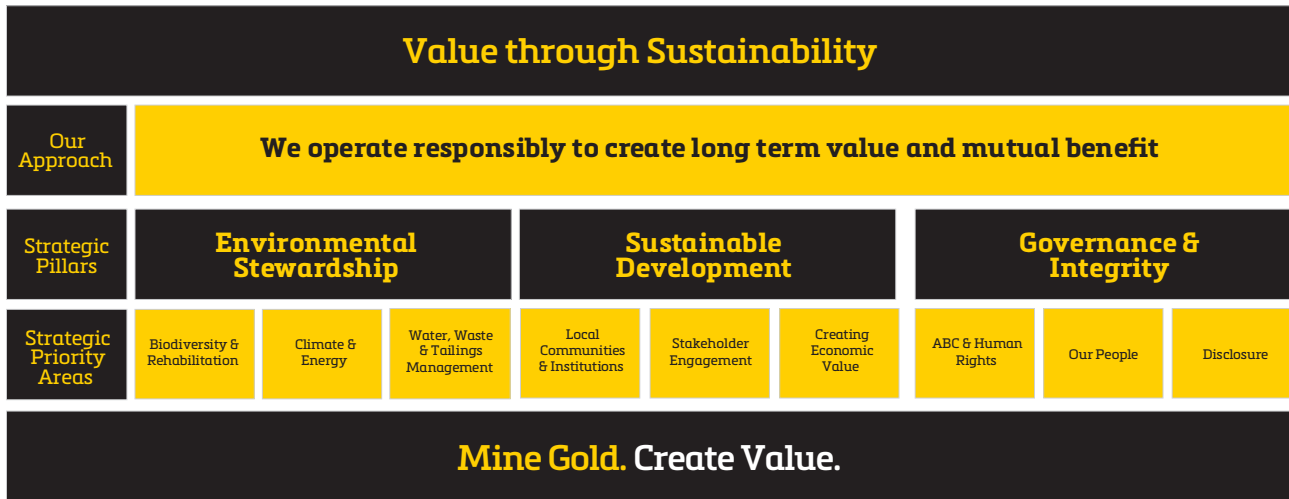 Value through Sustainability
Our
Approach
We operate responsibly to create long term value and mutual benefit
Strategic
Pillars
Environmental
Stewardship
Sustainable
Development
Governance &
Integrity
Strategic
Priority
Areas
Biodiversity &
Rehabilitation
Climate &
Energy
Water, Waste
& Tailings
Management
Local
Communities
& Institutions
Stakeholder
Engagement
Creating
Economic
Value
ABC & Human
Rights
Our People
Disclosure
Mine Gold. Create Value.